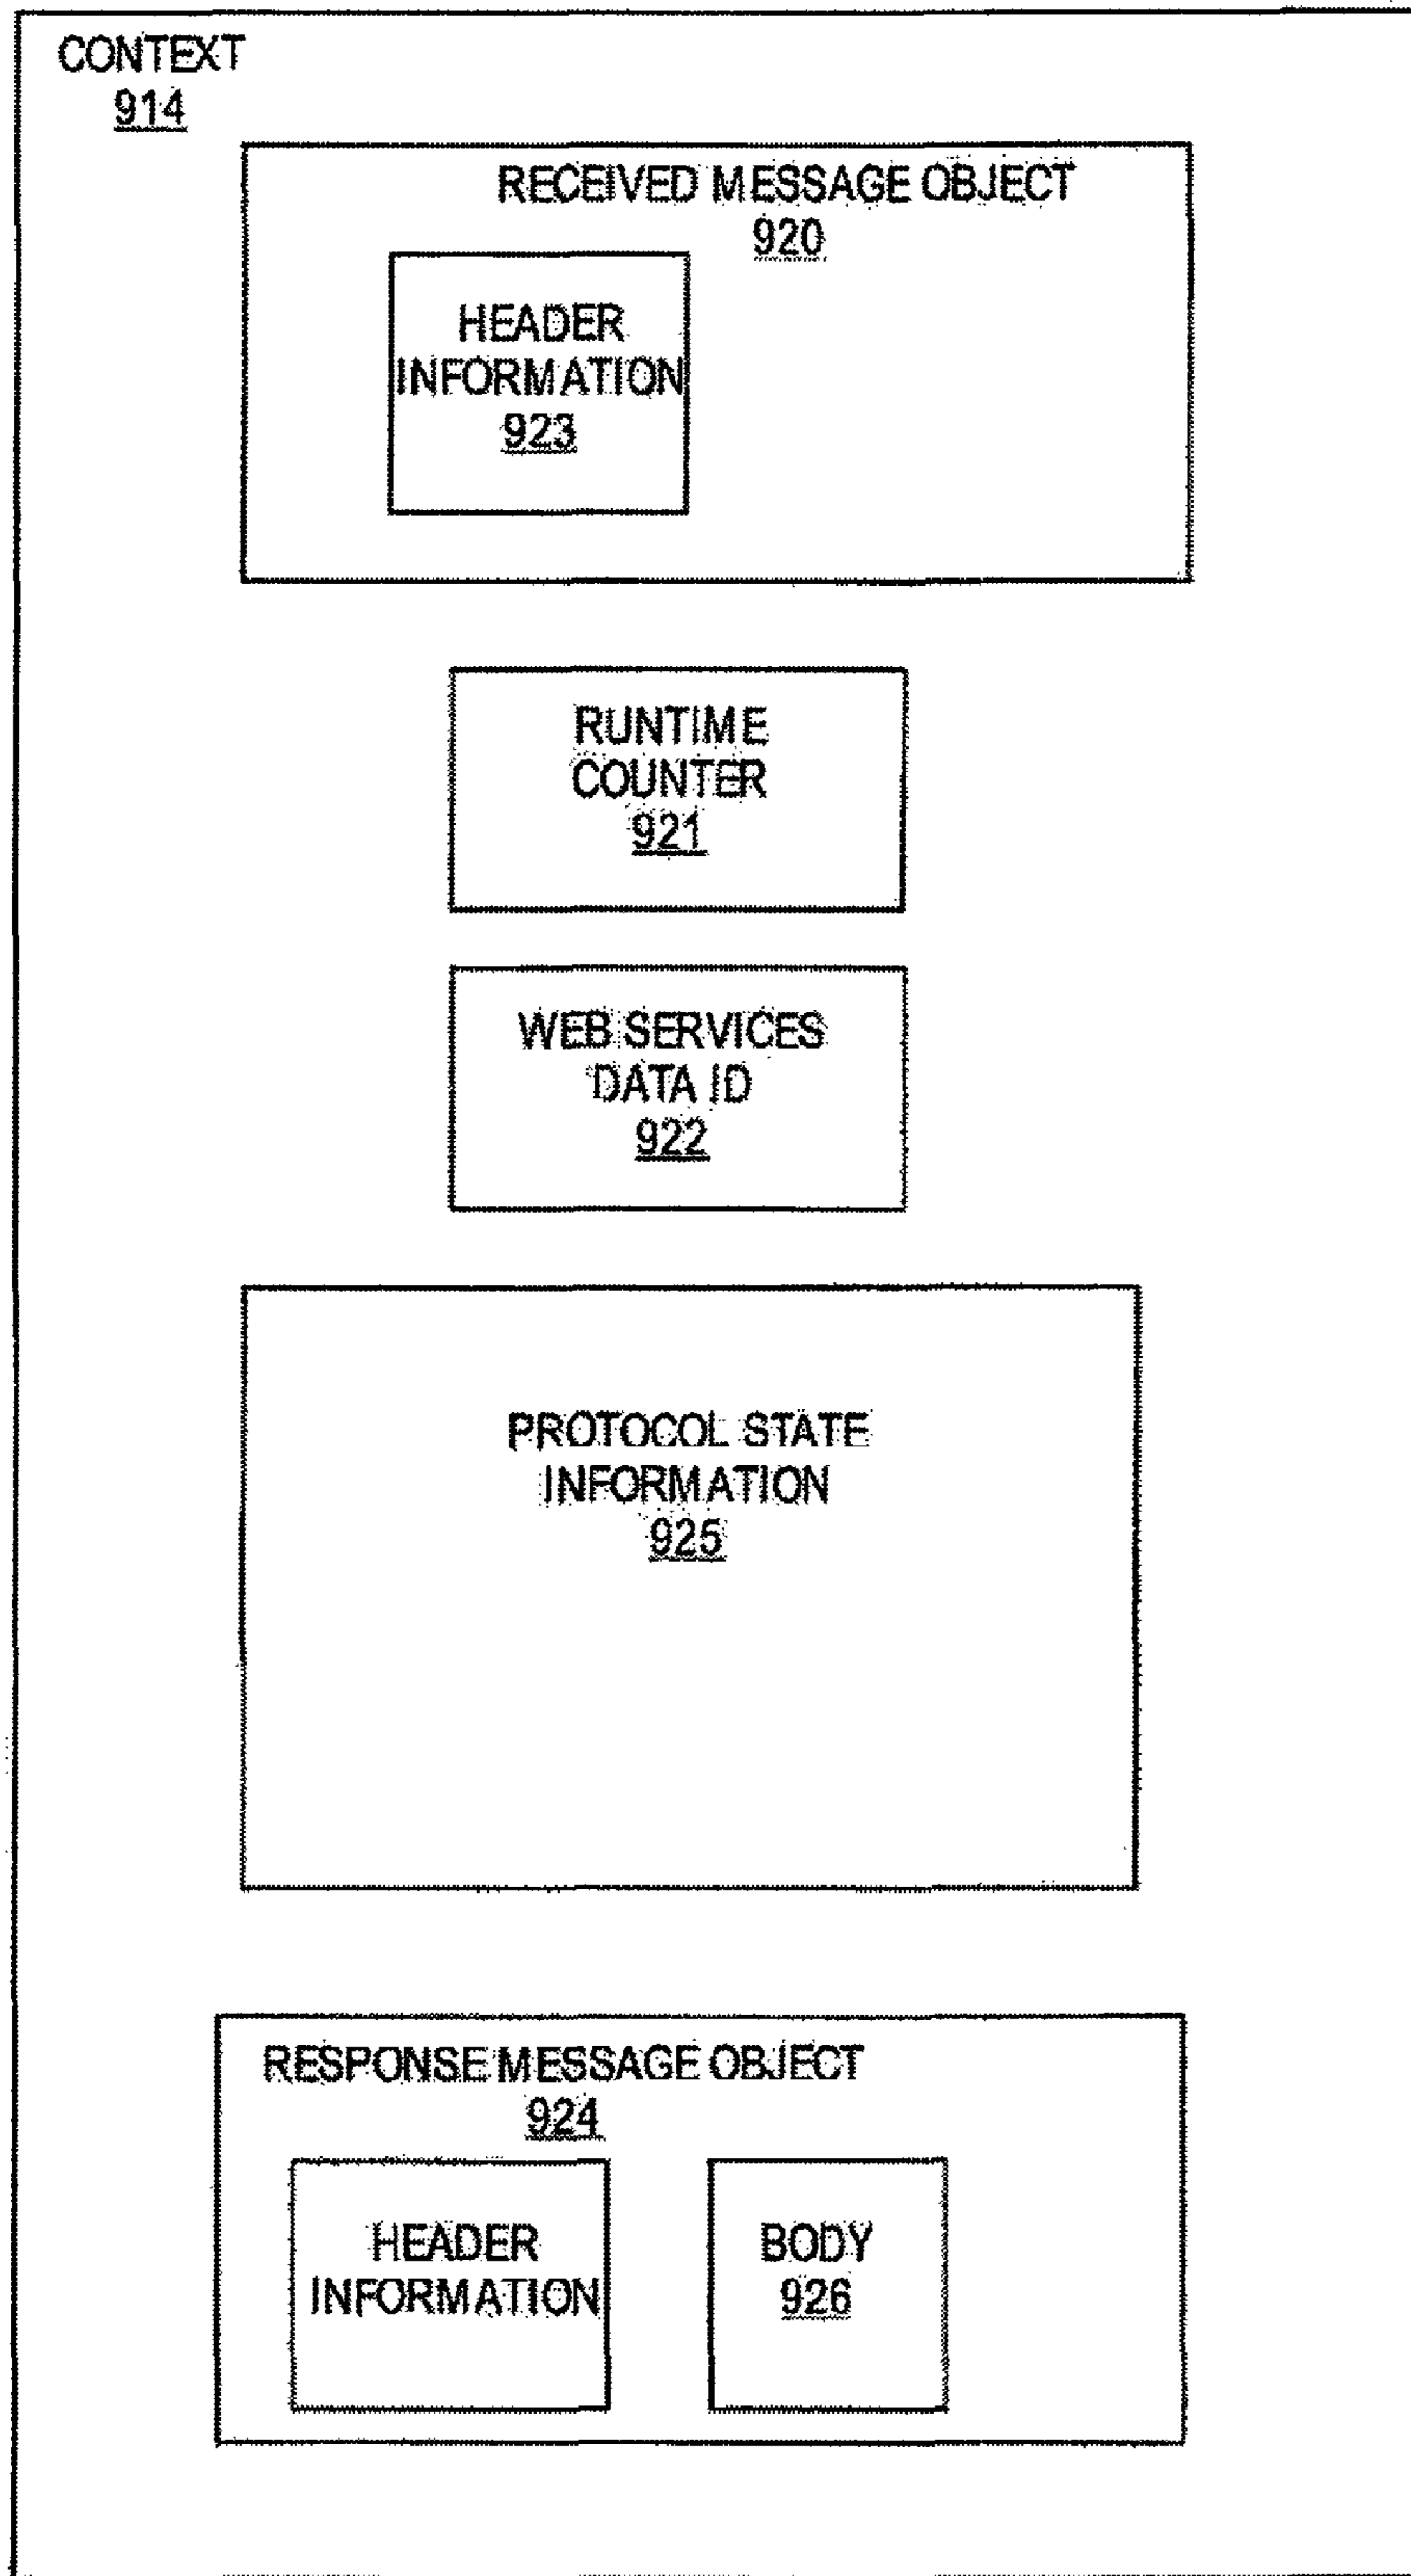 CONTEXT
914
RECEIVED MESSAGE OBJECT
920
HEADER
INFORMATION
923
RUNTIME
COUNTER
921
WEB SERVICES
DATA ID
922
PROTOCOL STATE
INFORMATION
925
RESPONSE MESSAGE OBJECT
924
HEADER
INFORMATION
BODY
926